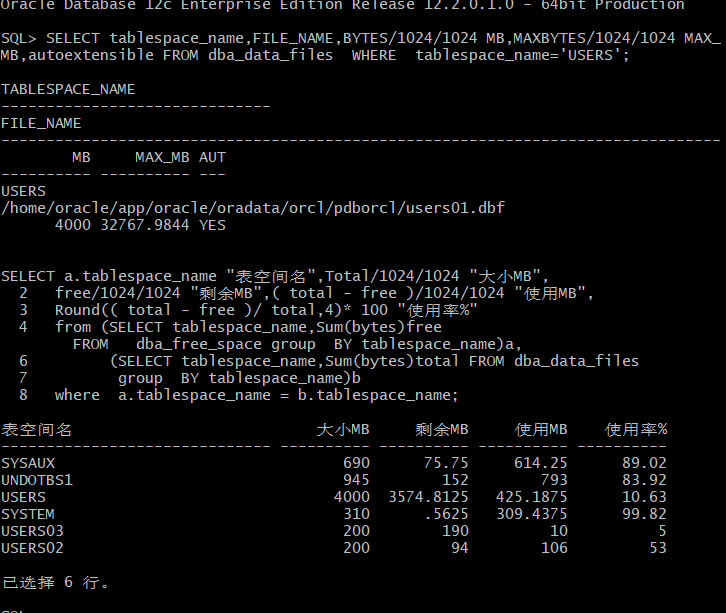 Oracle Database 12c Enterprise Edition Release 12.2.0.1.0 - 64bit Production
SQL> SELECT tablespace_name,FILE_NAME,BYTES/1024/1024 MB,MAXBYTES/1024/1024 MAX_
MB,autoextensible FROM dba_data_files  WHERE  tablespace_name='USERS';
TABLESPACE_NAME
------------------------------
FILE_NAME
--------------------------------------------------------------------------------
        MB     MAX_MB AUT
---------- ---------- ---
USERS
/home/oracle/app/oracle/oradata/orcl/pdborcl/users01.dbf
      4000 32767.9844 YES
SELECT a.tablespace_name "表空间名",Total/1024/1024 "大小MB",
  2   free/1024/1024 "剩余MB",( total - free )/1024/1024 "使用MB",
  3   Round(( total - free )/ total,4)* 100 "使用率%"
  4   from (SELECT tablespace_name,Sum(bytes)free
        FROM   dba_free_space group  BY tablespace_name)a,
  6         (SELECT tablespace_name,Sum(bytes)total FROM dba_data_files
  7          group  BY tablespace_name)b
  8   where  a.tablespace_name = b.tablespace_name;
表空间名                           大小MB     剩余MB     使用MB    使用率%
------------------------------ ---------- ---------- ---------- ----------
SYSAUX                                690      75.75     614.25      89.02
UNDOTBS1                              945        152        793      83.92
USERS                                4000  3574.8125   425.1875      10.63
SYSTEM                                310      .5625   309.4375      99.82
USERS03                               200        190         10          5
USERS02                               200         94        106         53
已选择 6 行。